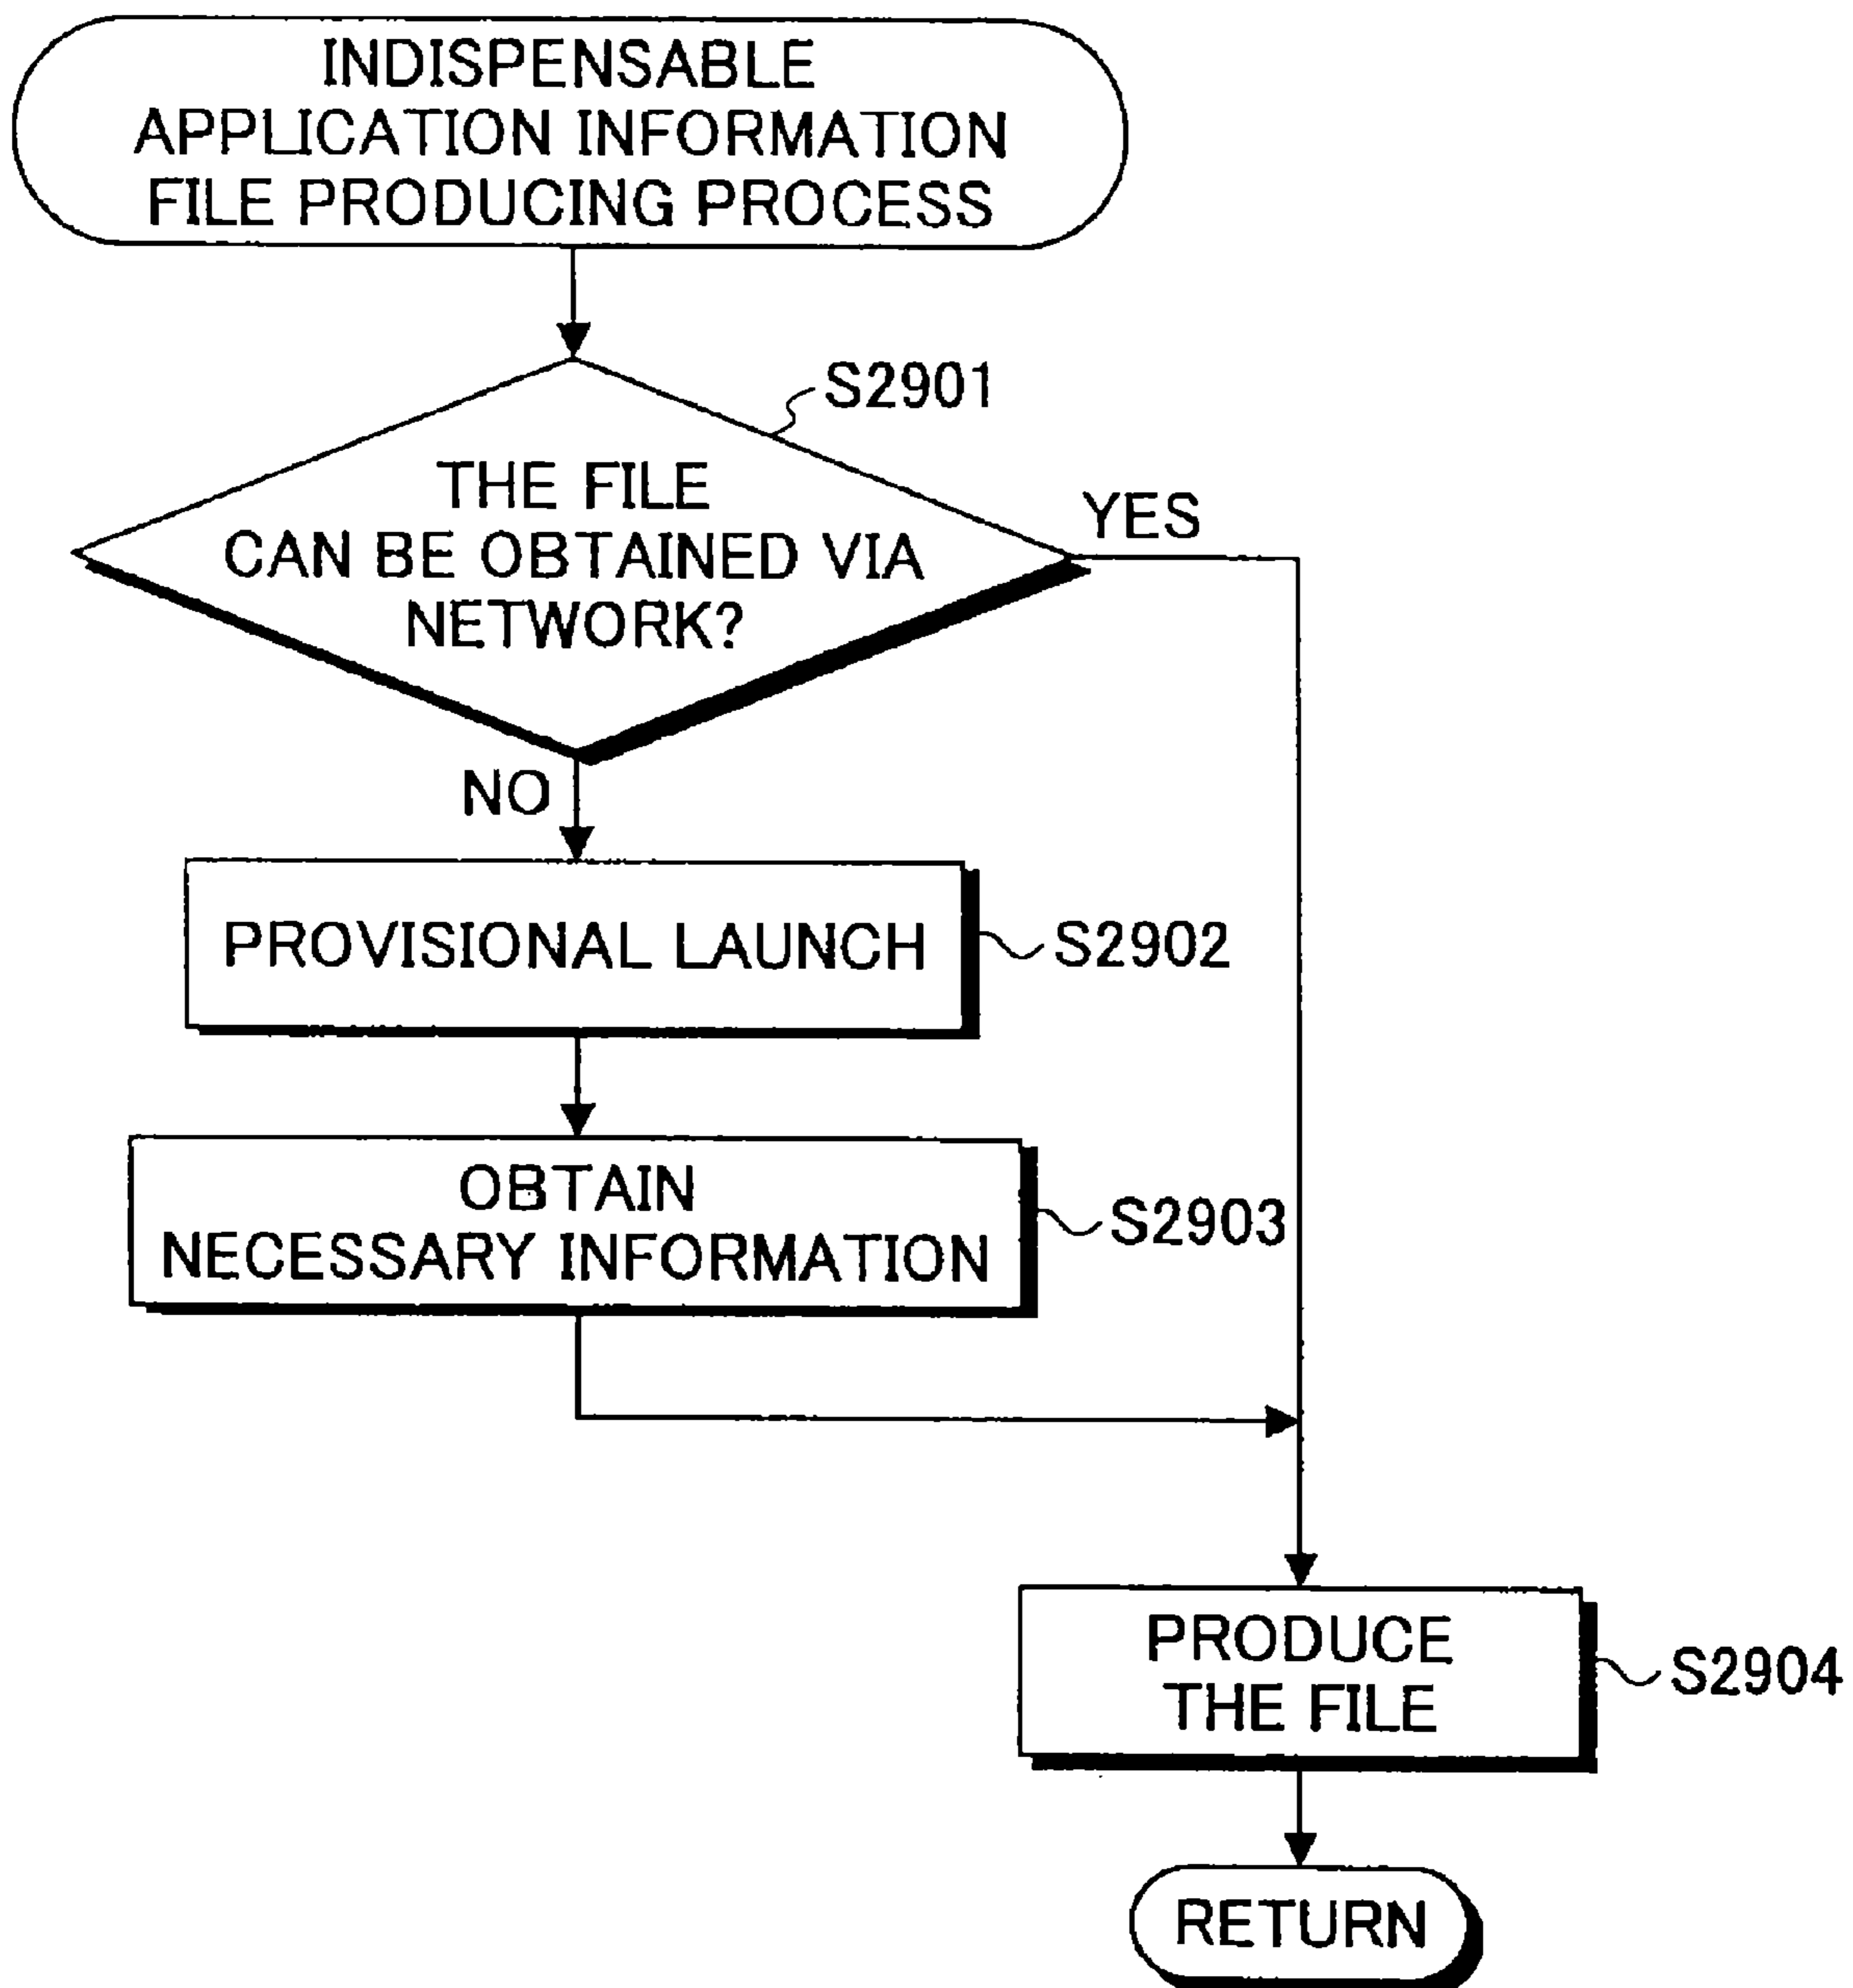 INDISPENSABLE
APPLICATION INFORMATION
FILE PRODUCING PROCESS
S2901
THE FILE
CAN BE OBTAINED VIA
NETWORK?
YES
NO
PROVISIONAL LAUNCH
S2902
OBTAIN
NECESSARY INFORMATION
S2903
PRODUCE
THE FILE
S2904
RETURN